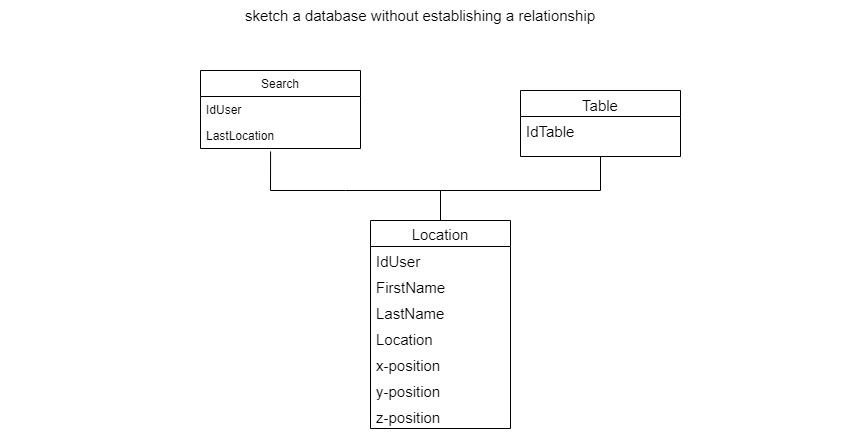 sketch a database without establishing a relationship
Search
IdUser
LastLocation
Table
IdTable
Location
IdUser
FirstName
LastName
Location
x-position
y-position
z-position